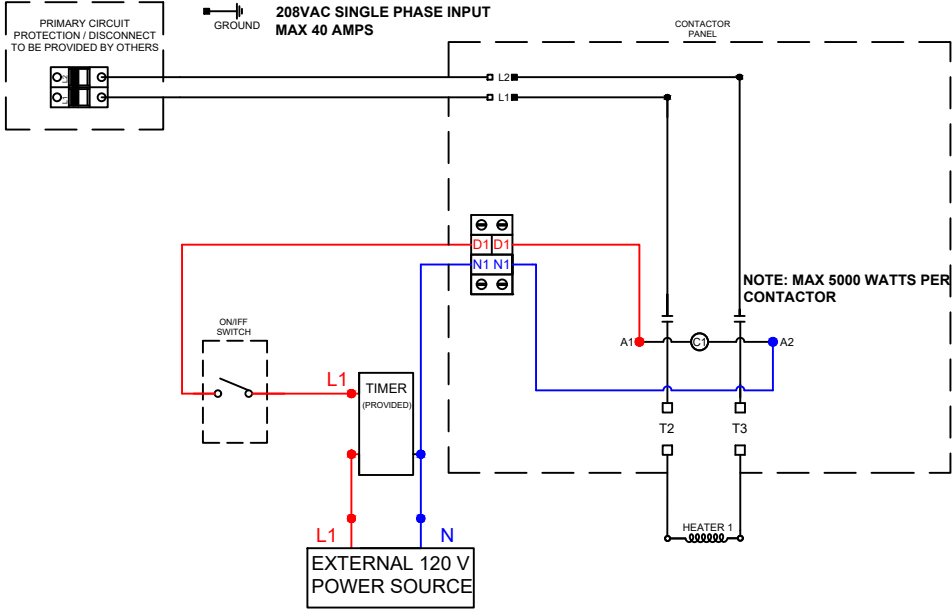 PRIMARY CIRCUIT
PROTECTION / DISCONNECT
TO BE PROVIDED BY OTHERS
L2
L1
GROUND
208VAC SINGLE PHASE INPUT
MAX 40 AMPS
CONTACTOR
PANEL
L2
L1
D1 D1
N1 N1
NOTE: MAX 5000 WATTS PER
CONTACTOR
A1
C1
A2
ON/IFF
SWITCH
L1
TIMER
(PROVIDED)
T2
T3
HEATER 1
L1
N
EXTERNAL 120 V
POWER SOURCE